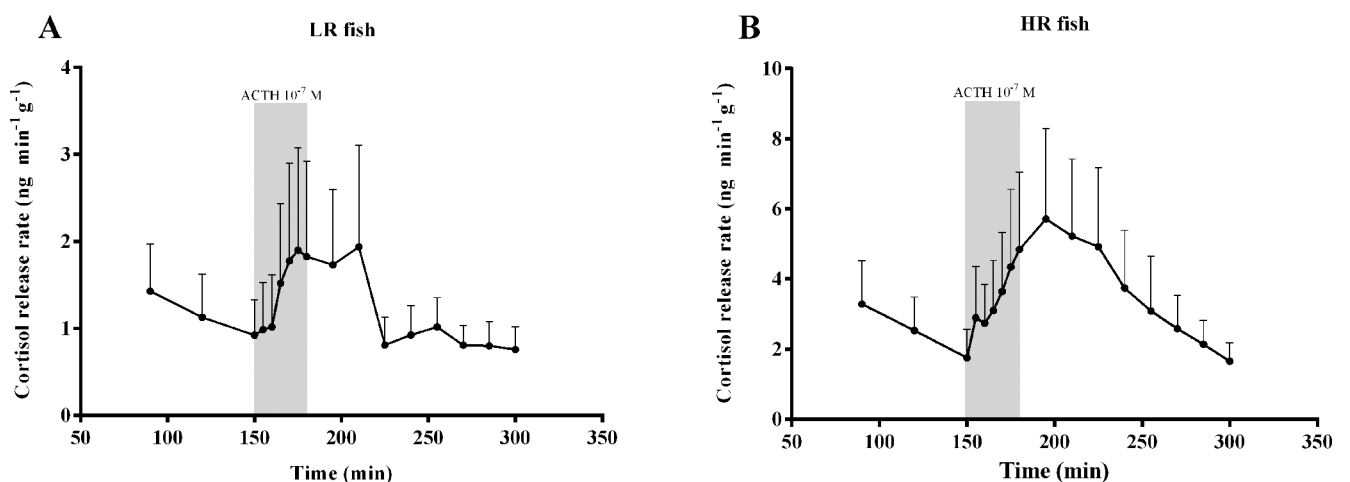 A
LR fish
4
3
2
1
0
ACTH 10⁻⁷ M
Cortisol release rate (ng min⁻¹ g⁻¹)
50 100 150 200 250 300 350
Time (min)
B
HR fish
10
8
6
4
2
0
ACTH 10⁻⁷ M
Cortisol release rate (ng min⁻¹ g⁻¹)
50 100 150 200 250 300 350
Time (min)